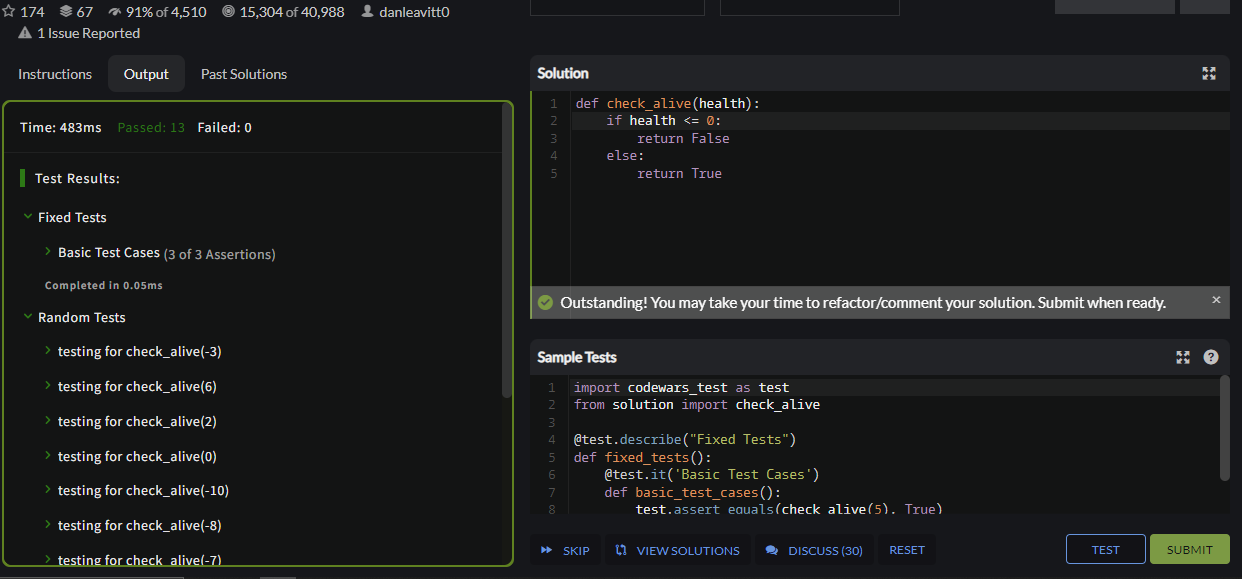 174 67 91% of 4,510 15,304 of 40,988 danleavitt0
1 Issue Reported
Instructions Output Past Solutions
Time: 483ms Passed: 13 Failed: 0
Test Results:
Fixed Tests
Basic Test Cases (3 of 3 Assertions)
Completed in 0.05ms
Random Tests
testing for check_alive(-3)
testing for check_alive(6)
testing for check_alive(2)
testing for check_alive(0)
testing for check_alive(-10)
testing for check_alive(-8)
testing for check_alive(-7)
Solution
1 def check_alive(health):
2 if health <= 0:
3 return False
4 else:
5 return True
Outstanding! You may take your time to refactor/comment your solution. Submit when ready. ×
Sample Tests ?
1 import codewars_test as test
2 from solution import check_alive
3
4 @test.describe("Fixed Tests")
5 def fixed_tests():
6 @test.it('Basic Test Cases')
7 def basic_test_cases():
8 test.assert_equals(check_alive(5), True)
SKIP VIEW SOLUTIONS DISCUSS (30) RESET TEST SUBMIT